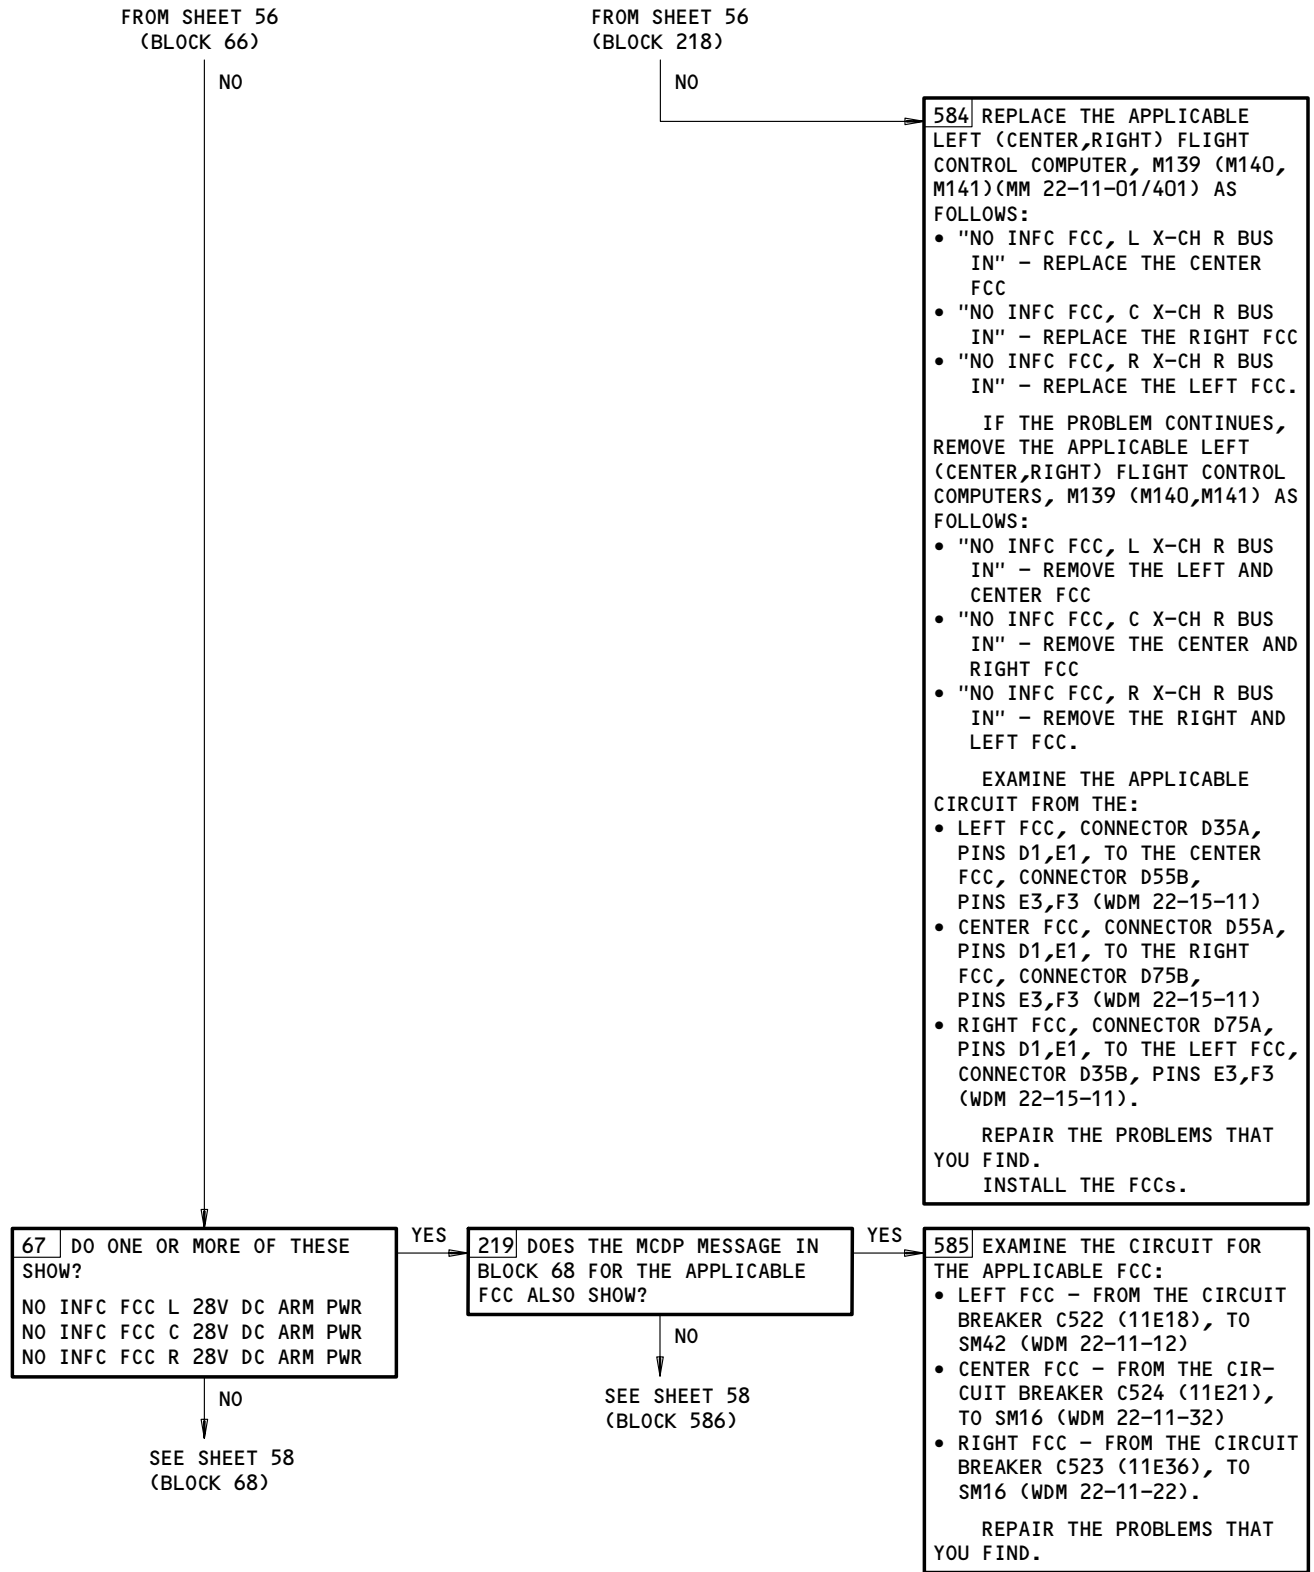 FROM SHEET 56
(BLOCK 66)
NO
FROM SHEET 56
(BLOCK 218)
NO
584 REPLACE THE APPLICABLE
LEFT (CENTER,RIGHT) FLIGHT
CONTROL COMPUTER, M139 (M140,
M141)(MM 22-11-01/401) AS
FOLLOWS:
• "NO INFC FCC, L X-CH R BUS
IN" - REPLACE THE CENTER
FCC
• "NO INFC FCC, C X-CH R BUS
IN" - REPLACE THE RIGHT FCC
• "NO INFC FCC, R X-CH R BUS
IN" - REPLACE THE LEFT FCC.
IF THE PROBLEM CONTINUES,
REMOVE THE APPLICABLE LEFT
(CENTER,RIGHT) FLIGHT CONTROL
COMPUTERS, M139 (M140,M141) AS
FOLLOWS:
• "NO INFC FCC, L X-CH R BUS
IN" - REMOVE THE LEFT AND
CENTER FCC
• "NO INFC FCC, C X-CH R BUS
IN" - REMOVE THE CENTER AND
RIGHT FCC
• "NO INFC FCC, R X-CH R BUS
IN" - REMOVE THE RIGHT AND
LEFT FCC.
EXAMINE THE APPLICABLE
CIRCUIT FROM THE:
• LEFT FCC, CONNECTOR D35A,
PINS D1,E1, TO THE CENTER
FCC, CONNECTOR D55B,
PINS E3,F3 (WDM 22-15-11)
• CENTER FCC, CONNECTOR D55A,
PINS D1,E1, TO THE RIGHT
FCC, CONNECTOR D75B,
PINS E3,F3 (WDM 22-15-11)
• RIGHT FCC, CONNECTOR D75A,
PINS D1,E1, TO THE LEFT FCC,
CONNECTOR D35B, PINS E3,F3
(WDM 22-15-11).
REPAIR THE PROBLEMS THAT
YOU FIND.
INSTALL THE FCCs.
67 DO ONE OR MORE OF THESE
SHOW?
NO INFC FCC L 28V DC ARM PWR
NO INFC FCC C 28V DC ARM PWR
NO INFC FCC R 28V DC ARM PWR
YES
NO
SEE SHEET 58
(BLOCK 68)
219 DOES THE MCDP MESSAGE IN
BLOCK 68 FOR THE APPLICABLE
FCC ALSO SHOW?
YES
NO
SEE SHEET 58
(BLOCK 586)
585 EXAMINE THE CIRCUIT FOR
THE APPLICABLE FCC:
• LEFT FCC - FROM THE CIRCUIT
BREAKER C522 (11E18), TO
SM42 (WDM 22-11-12)
• CENTER FCC - FROM THE CIR-
CUIT BREAKER C524 (11E21),
TO SM16 (WDM 22-11-32)
• RIGHT FCC - FROM THE CIRCUIT
BREAKER C523 (11E36), TO
SM16 (WDM 22-11-22).
REPAIR THE PROBLEMS THAT
YOU FIND.